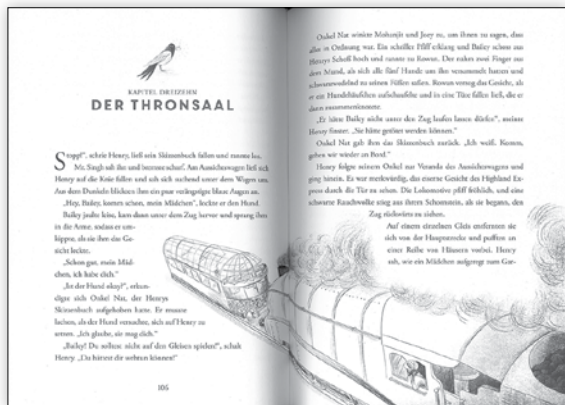 KAPITEL DREIZEHN
DER THRONSAAL
Stopp!", schrie Henry, ließ sein Skizzenbuch fallen und rannte los.
Mr. Singh sah ihn und bremste scharf. Am Aussichtswagen ließ sich
Henry auf die Knie fallen und sah sich suchend unter dem Wagen um.
Aus dem Dunkeln blickten ihm ein paar verängstigte blaue Augen an.
„Hey, Bailey, komm schon, mein Mädchen", lockte er den Hund.
Bailey jaulte leise, kam dann unter dem Zug hervor und sprang ihm
in die Arme, sodass er um-
kippte, als sie ihm das Ge-
sicht leckte.
„Schon gut, mein Mäd-
chen, ich habe dich."
„Ist der Hund okay?", erkun-
digte sich Onkel Nat, der Henrys
Skizzenbuch aufgehoben hatte. Er musste
lachen, als der Hund versuchte, sich auf Henry zu
setzen. „Ich glaube, sie mag dich."
„Bailey! Du solltest nicht auf den Gleisen spielen!", schalt
Henry. „Du hättest dir wehtun können!"
105
Onkel Nat winkte Mohanjit und Joey zu, um ihnen zu sagen, dass
alles in Ordnung war. Ein schriller Pfiff erklang und Bailey schoss aus
Henrys Schoß hoch und rannte zu Rowan. Der nahm zwei Finger aus
dem Mund, als sich alle fünf Hunde um ihn versammelt hatten und
schwanzwedelnd zu seinen Füßen saßen. Rowan verzog das Gesicht, als
er ein Hundehäufchen aufschaufelte und in eine Tüte fallen ließ, die er
dann zusammenknotete.
„Er hätte Bailey nicht unter den Zug laufen lassen dürfen", meinte
Henry finster. „Sie hätte getötet werden können."
Onkel Nat gab ihm das Skizzenbuch zurück. „Ich weiß. Komm,
gehen wir wieder an Bord."
Henry folgte seinem Onkel zur Veranda des Aussichtswagens und
ging hinein. Es war merkwürdig, das eiserne Gesicht des Highland Ex-
press durch die Tür zu sehen. Die Lokomotive pfiff fröhlich, und eine
schwarze Rauchwolke stieg aus ihrem Schornstein, als sie begann, den
Zug rückwärts zu ziehen.
Auf einem einzelnen Gleis entfernten sie
sich von der Hauptstrecke und pufften an
einer Reihe von Häusern vorbei. Henry
sah, wie ein Mädchen aufgeregt zum Gar-